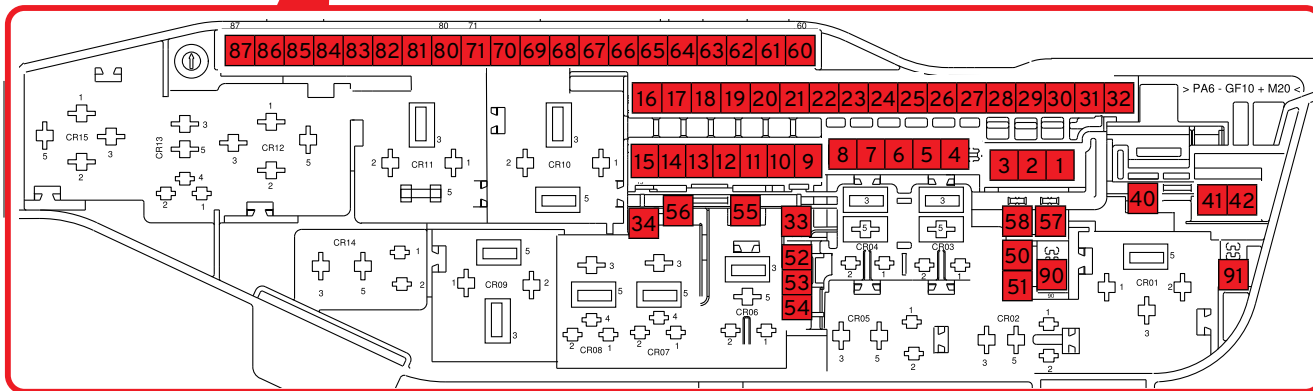 87 80 71 60
87 86 85 84 83 82 81 80 71 70 69 68 67 66 65 64 63 62 61 60
16 17 18 19 20 21 22 23 24 25 26 27 28 29 30 31 32
> PA6 - GF10 + M20 <
1 1 3 3 3
5 CR15 3 CR13 5 3 CR12 5 2 CR11 1 2 CR10 1
15 14 13 12 11 10 9 8 7 6 5 4 3 2 1
2 4 2 1 2 5 5
40 41 42
34 56 55 33 3 3 58 57
CR14 1 5 5 5
3 5 2 CR09 1 2
3 3 3 CR04 CR03
2 1 2 1
52 53 54 50 51 90 91
90
5 5 5 CR01 1 2 3
3 4 4 CR06
2 CR08 1 2 CR07 1 2 1
CR05 1 3 5 2
CR02 1 3 5 2